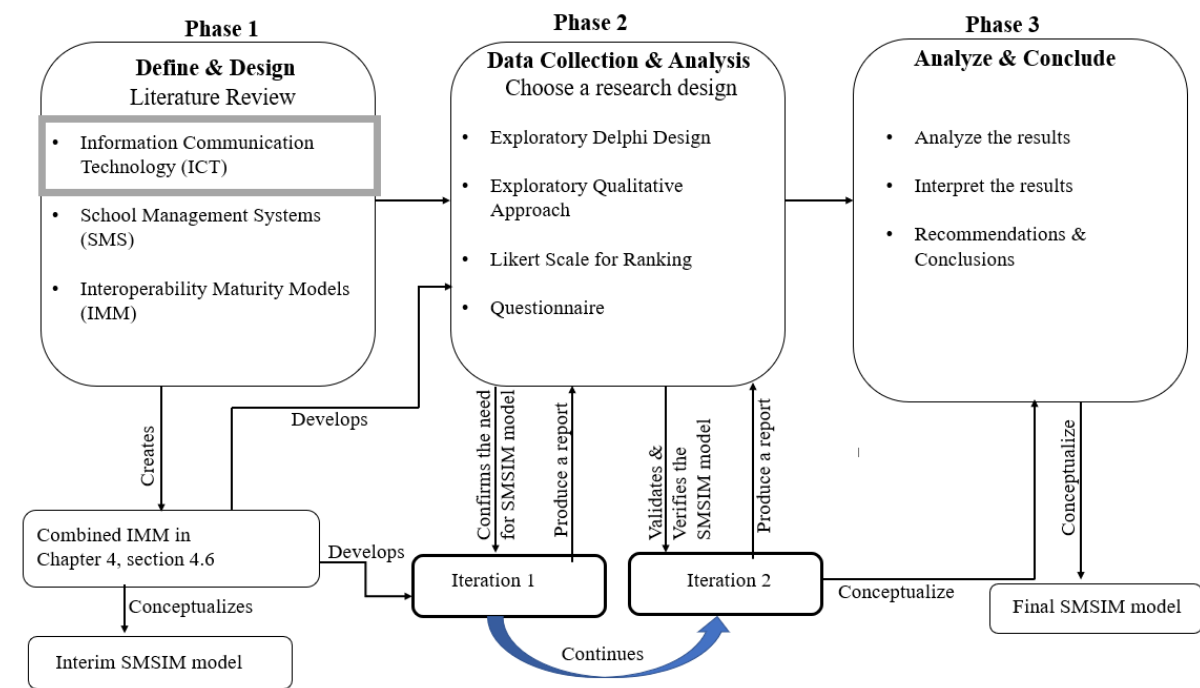 Phase 1
Define & Design
Literature Review
• Information Communication
Technology (ICT)
• School Management Systems
(SMS)
• Interoperability Maturity Models
(IMM)
Phase 2
Data Collection & Analysis
Choose a research design
• Exploratory Delphi Design
• Exploratory Qualitative
Approach
• Likert Scale for Ranking
• Questionnaire
Phase 3
Analyze & Conclude
• Analyze the results
• Interpret the results
• Recommendations &
Conclusions
Creates
Develops
Confirms the need
for SMSIM model
Produce a report
Validates &
Verifies the
SMSIM model
Produce a report
Conceptualize
Combined IMM in
Chapter 4, section 4.6
Develops
Iteration 1
Iteration 2
Conceptualize
Final SMSIM model
Conceptualizes
Interim SMSIM model
Continues